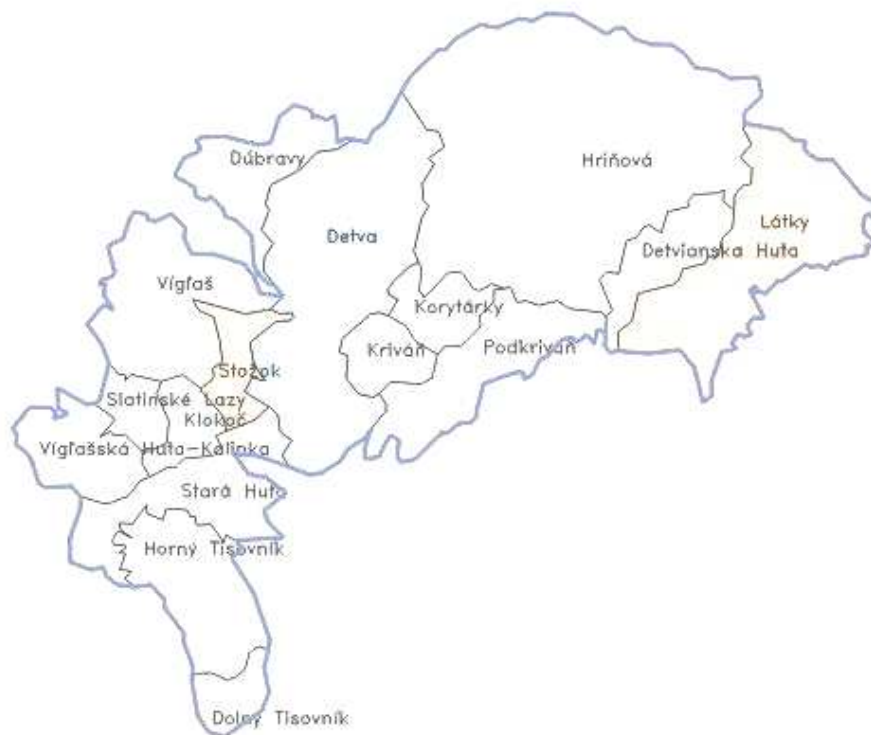 Dúbravy
Hriňová
Látky
Detva
Detvianska Huta
Vígľaš
Korytárky
Kriváň
Podkriváň
Stožok
Slatinské Lazy
Klokoč
Vígľašská Huta-Kalinka
Stará Huta
Horný Tisovník
Dolný Tisovník